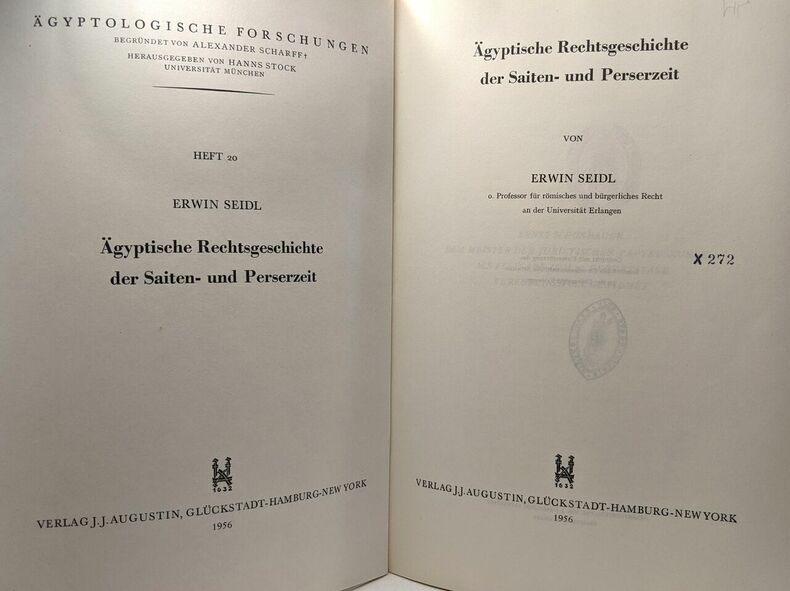 ÄGYPTOLOGISCHE FORSCHUNGEN
BEGRÜNDET VON ALEXANDER SCHARFF†
HERAUSGEGEBEN VON HANNS STOCK
UNIVERSITÄT MÜNCHEN
HEFT 20
ERWIN SEIDL
Ägyptische Rechtsgeschichte
der Saiten- und Perserzeit
1632
VERLAG J. J. AUGUSTIN, GLÜCKSTADT-HAMBURG-NEW YORK
1956
Ägyptische Rechtsgeschichte
der Saiten- und Perserzeit
VON
ERWIN SEIDL
o. Professor für römisches und bürgerliches Recht
an der Universität Erlangen
X 272
1632
VERLAG J. J. AUGUSTIN, GLÜCKSTADT-HAMBURG-NEW YORK
1956